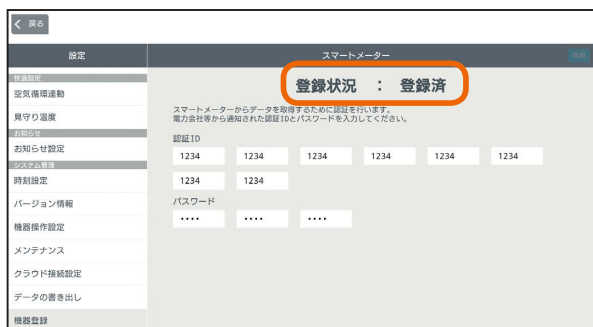 戻る
設定
スマートメーター
登録
快適設定
空気循環連動
見守り温度
お知らせ
お知らせ設定
システム管理
時刻設定
バージョン情報
機器操作設定
メンテナンス
クラウド接続設定
データの書き出し
機器登録
登録状況 : 登録済
スマートメーターからデータを取得するために認証を行います。
電力会社等から通知された認証IDとパスワードを入力してください。
認証ID
1234 1234 1234 1234 1234 1234
1234 1234
パスワード
•••• •••• ••••